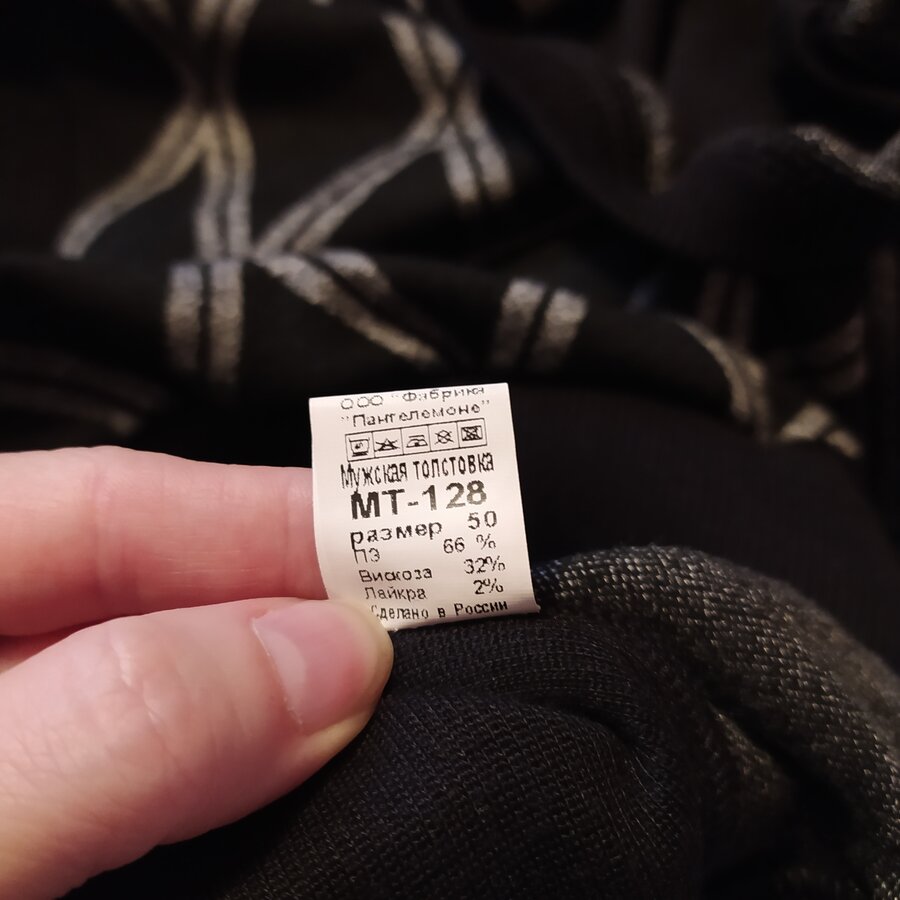 ООО "Фабрика
"Пантелемоне"
Мужская толстовка
МТ-128
размер 50
ПЭ 66 %
Вискоза 32%
Лайкра 2%
Сделано в России